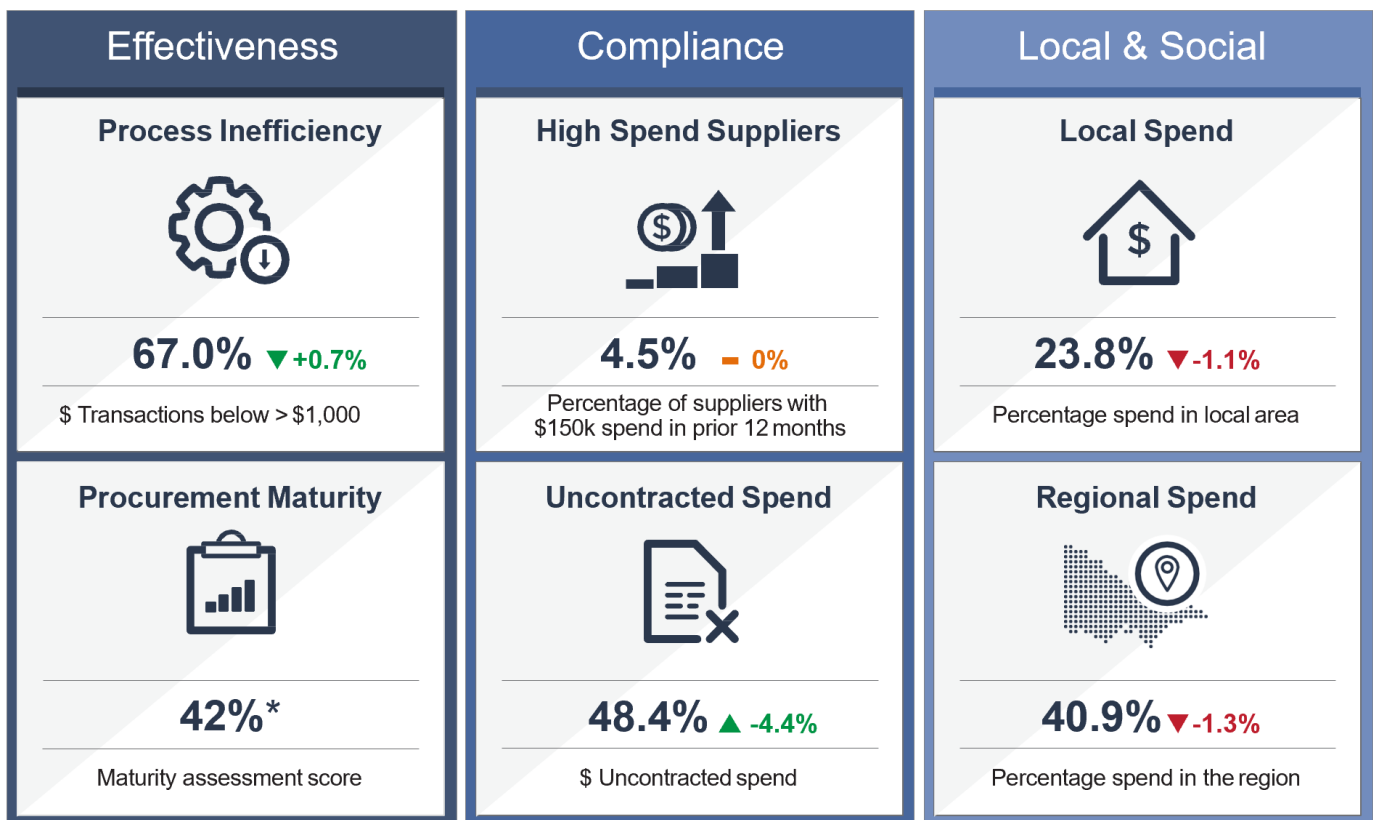 Effectiveness
Process Inefficiency
67.0% ▼+0.7%
$ Transactions below > $1,000
Procurement Maturity
42%*
Maturity assessment score
Compliance
High Spend Suppliers
$
4.5% - 0%
Percentage of suppliers with
$150k spend in prior 12 months
Uncontracted Spend
48.4% ▲ -4.4%
$ Uncontracted spend
Local & Social
Local Spend
$
23.8% ▼-1.1%
Percentage spend in local area
Regional Spend
40.9% ▼-1.3%
Percentage spend in the region